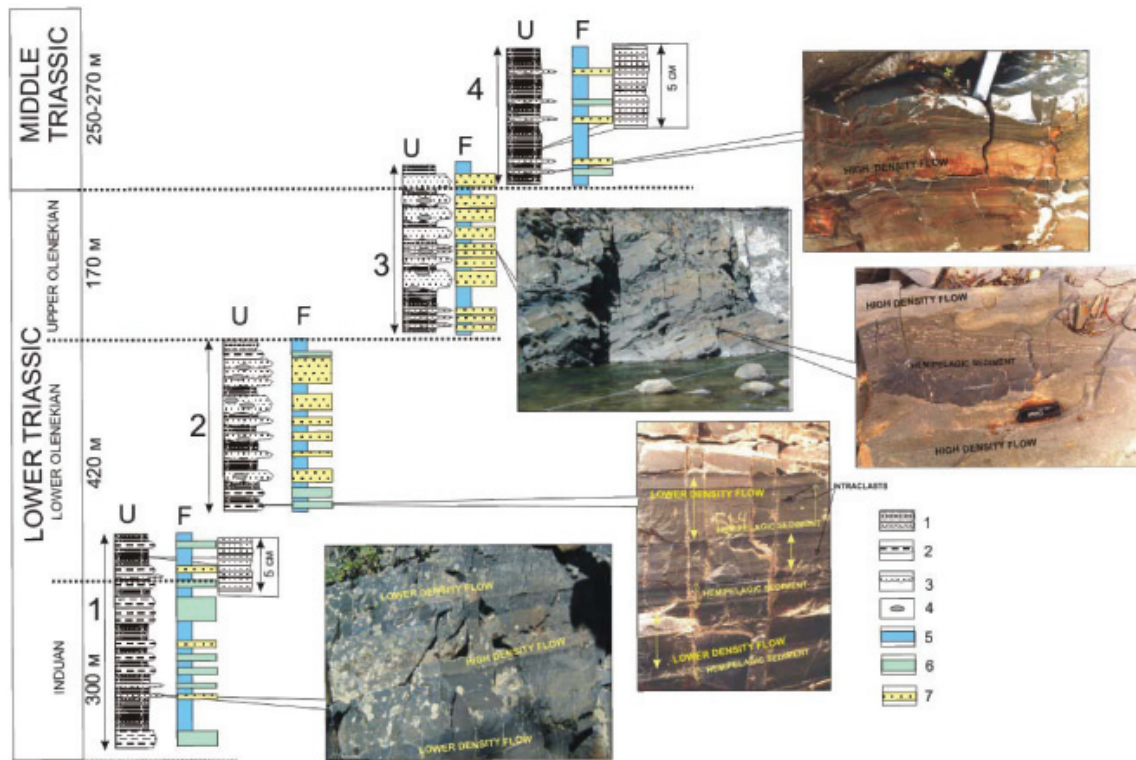 MIDDLE
TRIASSIC
250-270 м
U F
4
5 см
HIGH DENSITY FLOW
U F
3
UPPER OLENEKIAN
170 м
HIGH DENSITY FLOW
HEMIPELAGIC SEDIMENT
HIGH DENSITY FLOW
LOWER TRIASSIC
LOWER OLENEKIAN
420 м
U F
2
LOWER DENSITY FLOW
INTRACLASTS
HEMIPELAGIC SEDIMENT
HEMIPELAGIC SEDIMENT
LOWER DENSITY FLOW
HEMIPELAGIC SEDIMENT
U F
5 см
1
INDUAN
300 м
LOWER DENSITY FLOW
HIGH DENSITY FLOW
LOWER DENSITY FLOW
1
2
3
4
5
6
7